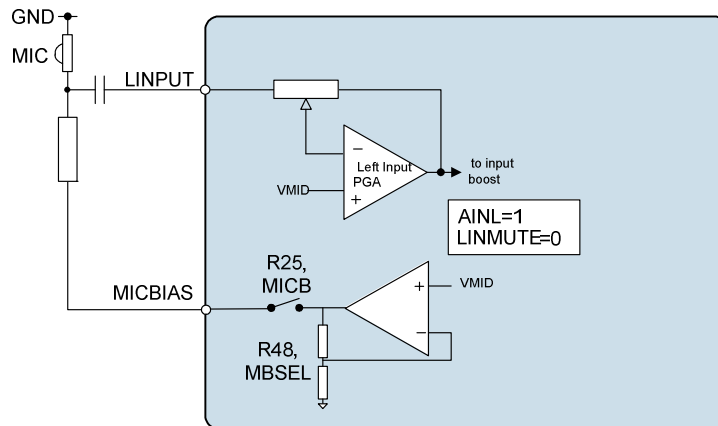 GND
MIC
LINPUT
−
Left Input
PGA
VMID
+
to input
boost
AINL=1
LINMUTE=0
R25,
MICB
MICBIAS
+
VMID
−
R48,
MBSEL